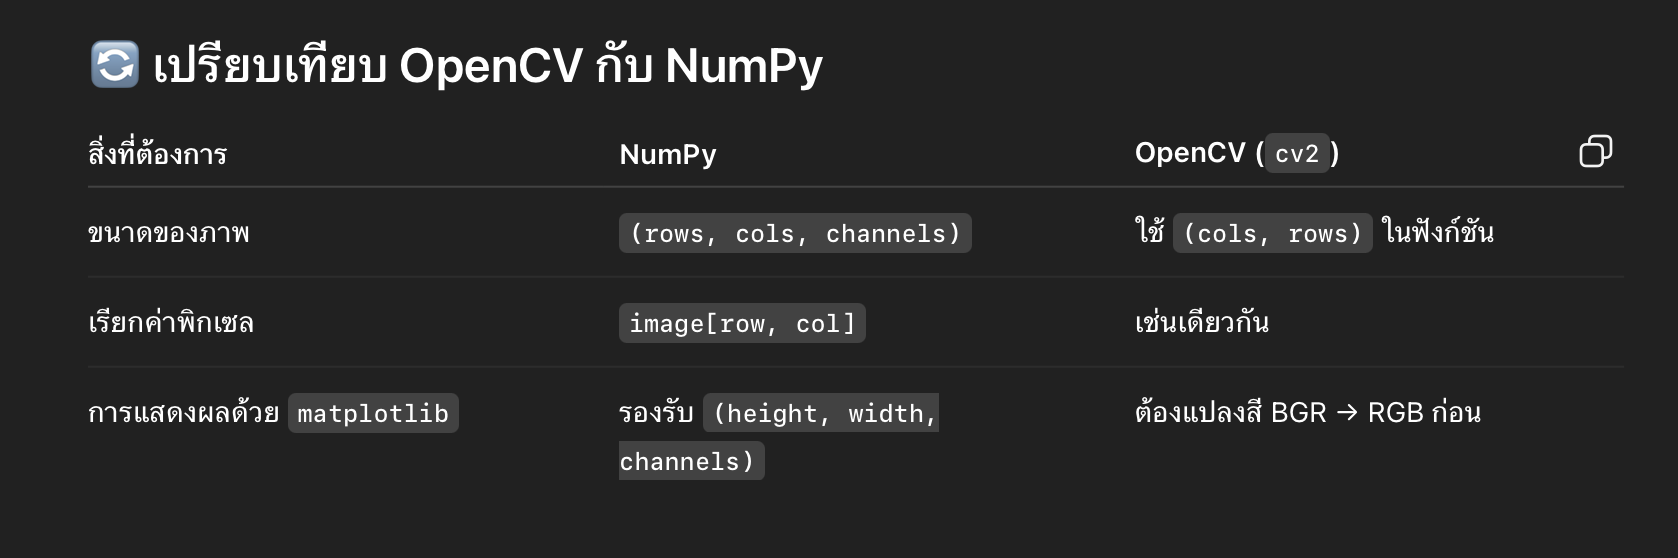 🔄 เปรียบเทียบ OpenCV กับ NumPy
สิ่งที่ต้องการ NumPy OpenCV (cv2)
ขนาดของภาพ (rows, cols, channels) ใช้ (cols, rows) ในฟังก์ชัน
เรียกค่าพิกเซล image[row, col] เช่นเดียวกัน
การแสดงผลด้วย matplotlib รองรับ (height, width, ต้องแปลงสี BGR → RGB ก่อน
channels)